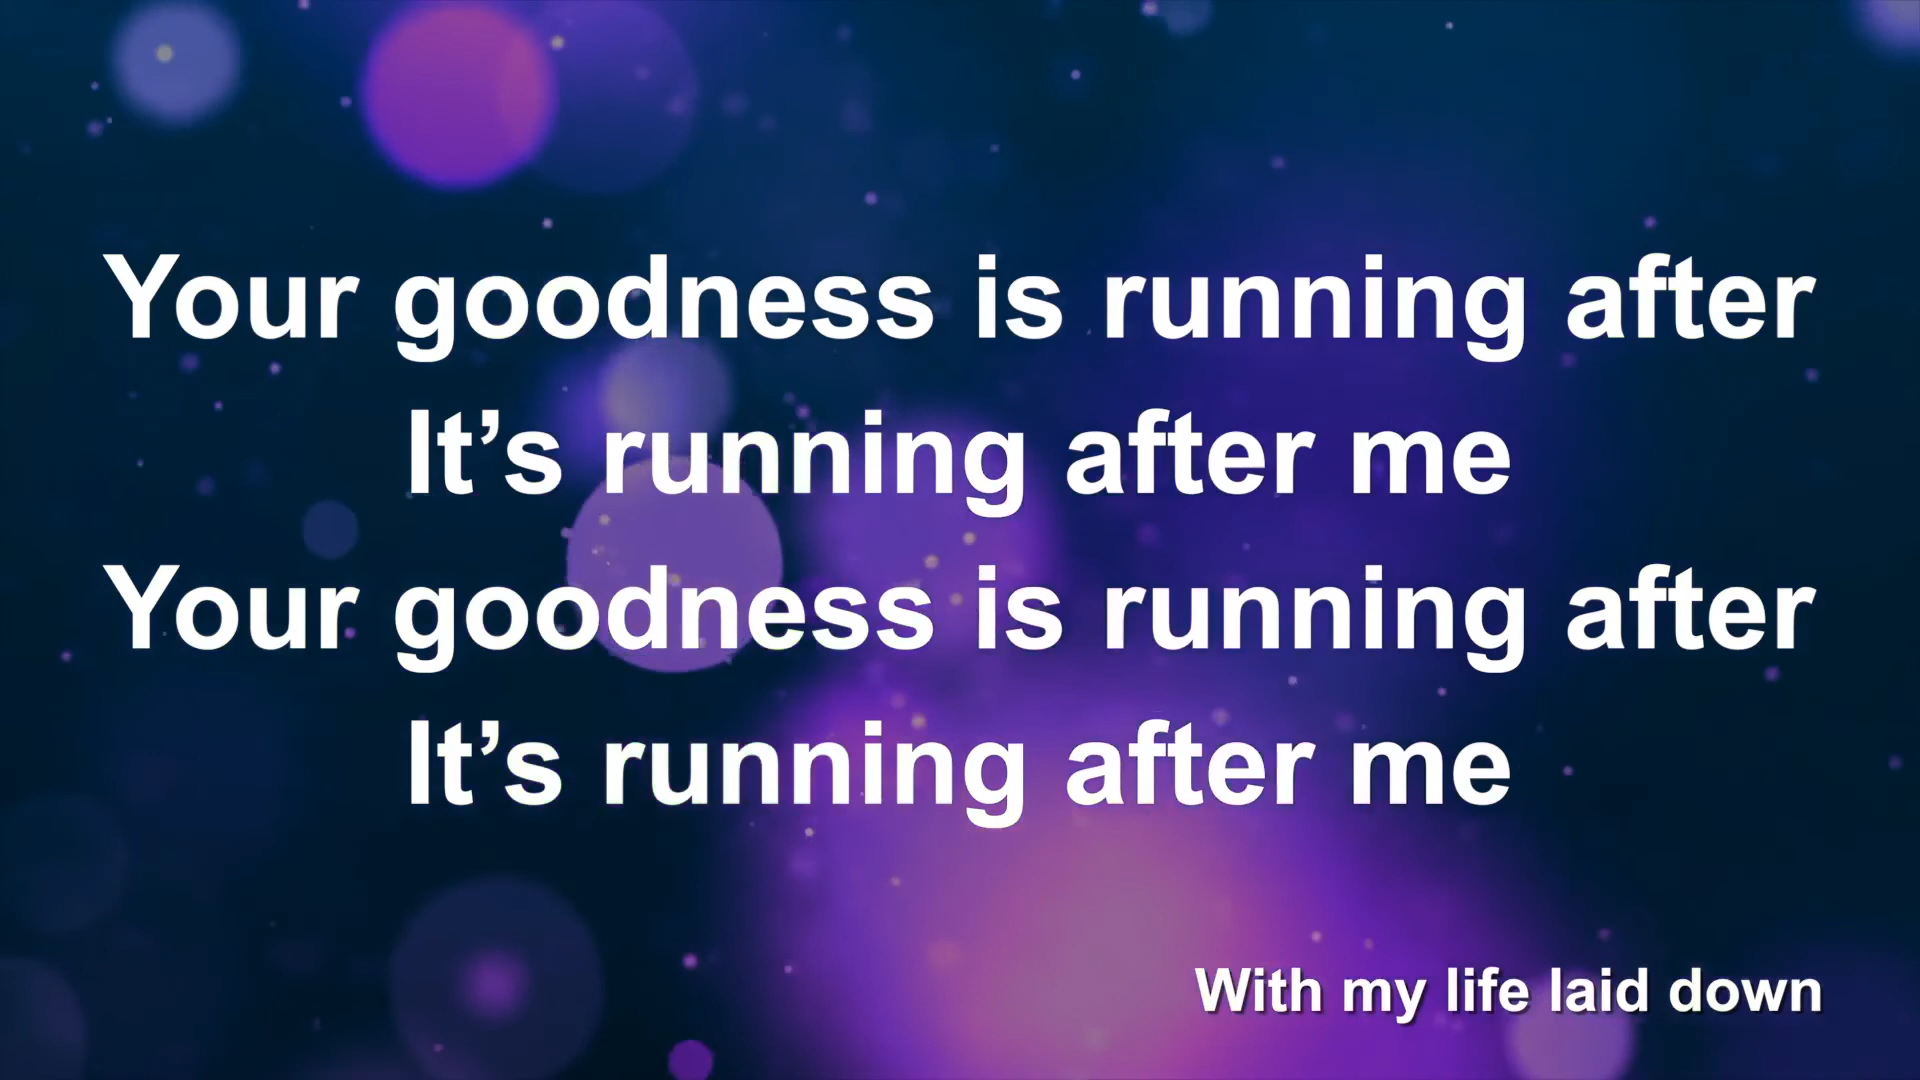 Your goodness is running after
It’s running after me
Your goodness is running after
It’s running after me
With my life laid down